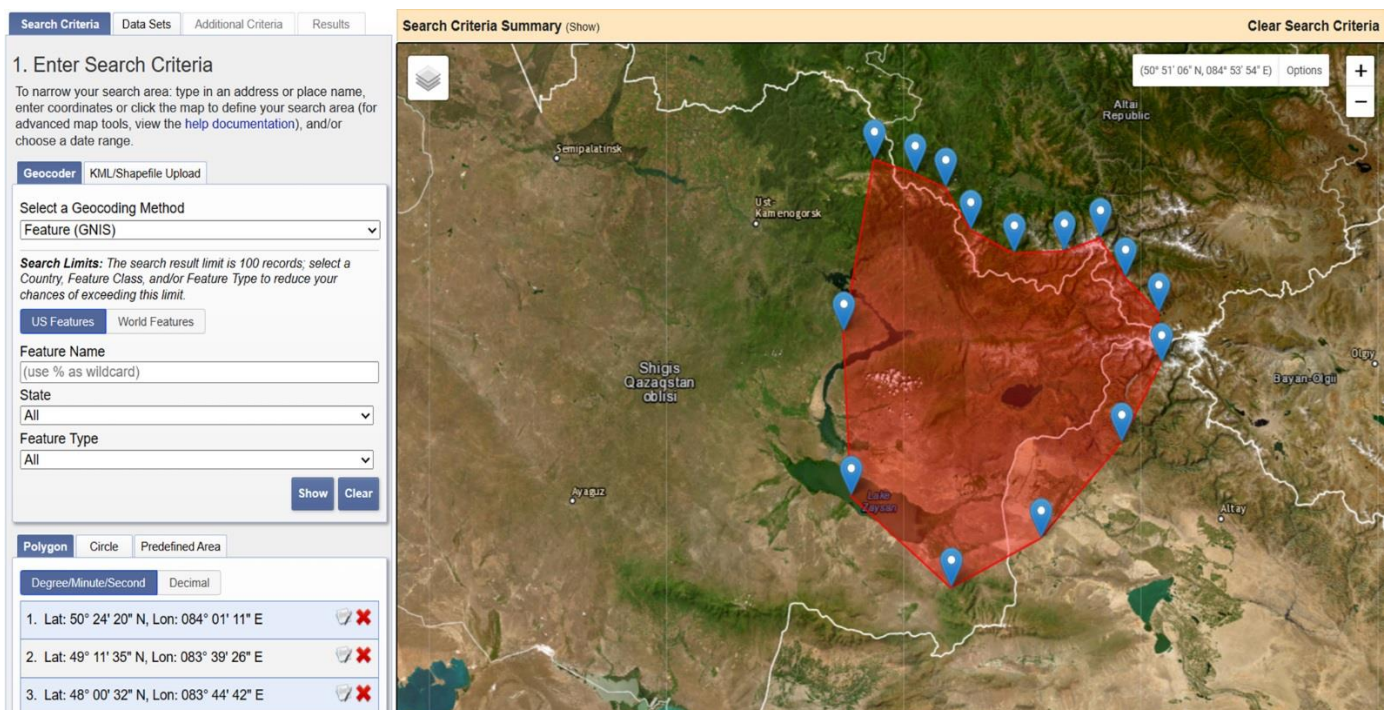 Search Criteria
Data Sets
Additional Criteria
Results
1. Enter Search Criteria
To narrow your search area: type in an address or place name,
enter coordinates or click the map to define your search area (for
advanced map tools, view the help documentation), and/or
choose a date range.
Geocoder
KML/Shapefile Upload
Select a Geocoding Method
Feature (GNIS)
Search Limits: The search result limit is 100 records; select a
Country, Feature Class, and/or Feature Type to reduce your
chances of exceeding this limit.
US Features
World Features
Feature Name
(use % as wildcard)
State
All
Feature Type
All
Show
Clear
Polygon
Circle
Predefined Area
Degree/Minute/Second
Decimal
1. Lat: 50° 24' 20" N, Lon: 084° 01' 11" E
2. Lat: 49° 11' 35" N, Lon: 083° 39' 26" E
3. Lat: 48° 00' 32" N, Lon: 083° 44' 42" E
Search Criteria Summary (Show)
Clear Search Criteria
(50° 51' 06" N, 084° 53' 54" E)
Options
+
−
Altai
Republic
Semipalatinsk
Ust-
Kamenogorsk
Shigis
Qazaqstan
oblisi
Olgiy
Bayan-Olgii
Ayaguz
Lake
Zaysan
Altay